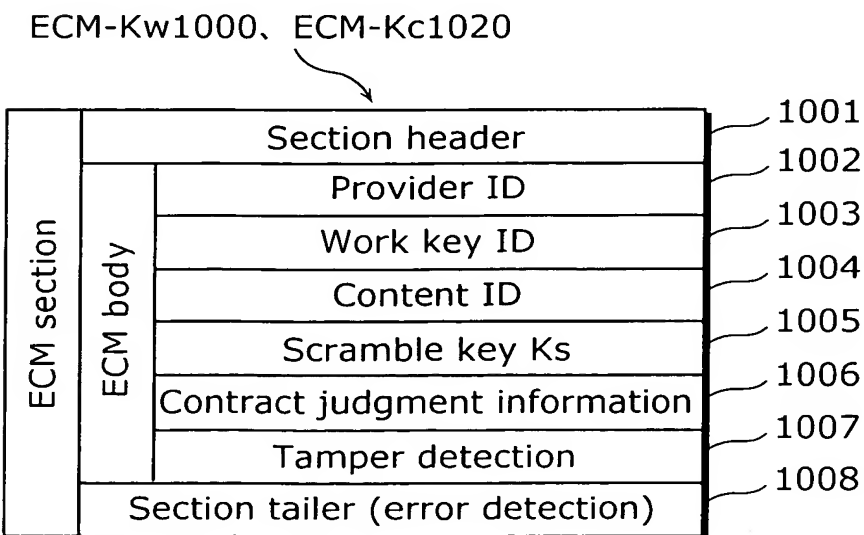 ECM-Kw1000、ECM-Kc1020
ECM section
Section header
1001
ECM body
Provider ID
1002
Work key ID
1003
Content ID
1004
Scramble key Ks
1005
Contract judgment information
1006
Tamper detection
1007
Section tailer (error detection)
1008